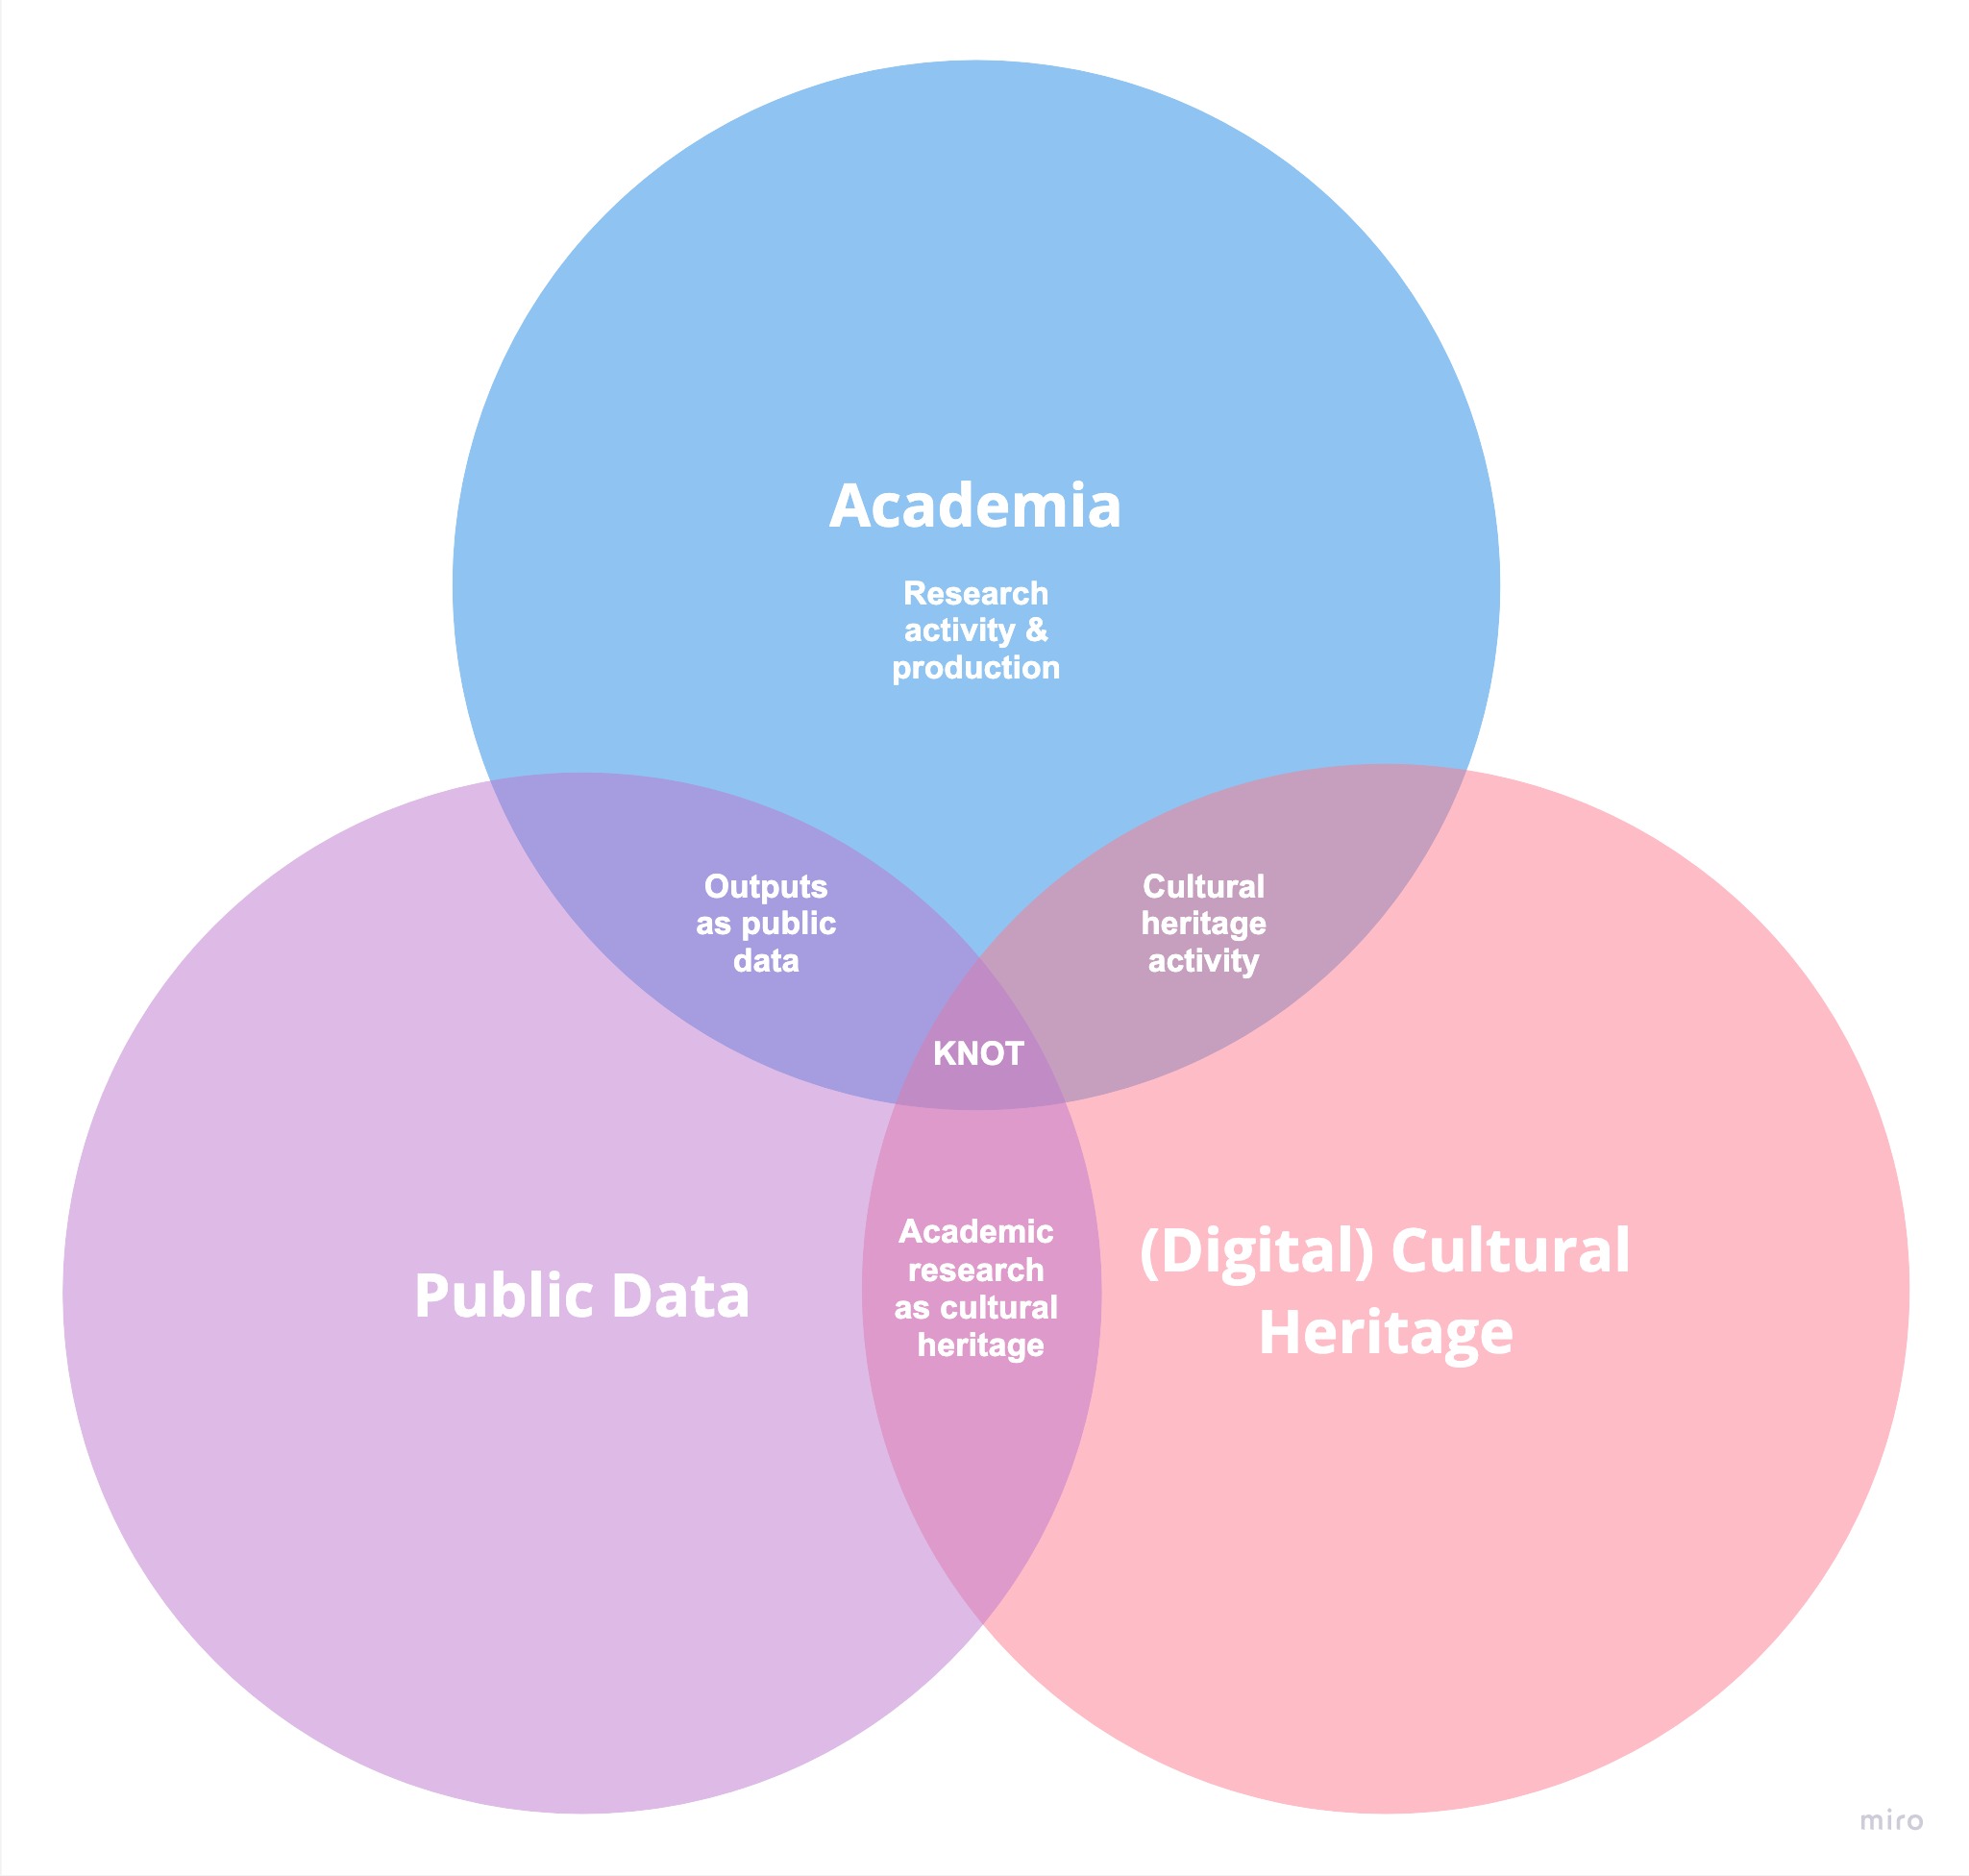 Academia
Research
activity &
production
Outputs
as public
data
Cultural
heritage
activity
KNOT
Academic
research
as cultural
heritage
Public Data
(Digital) Cultural
Heritage
miro